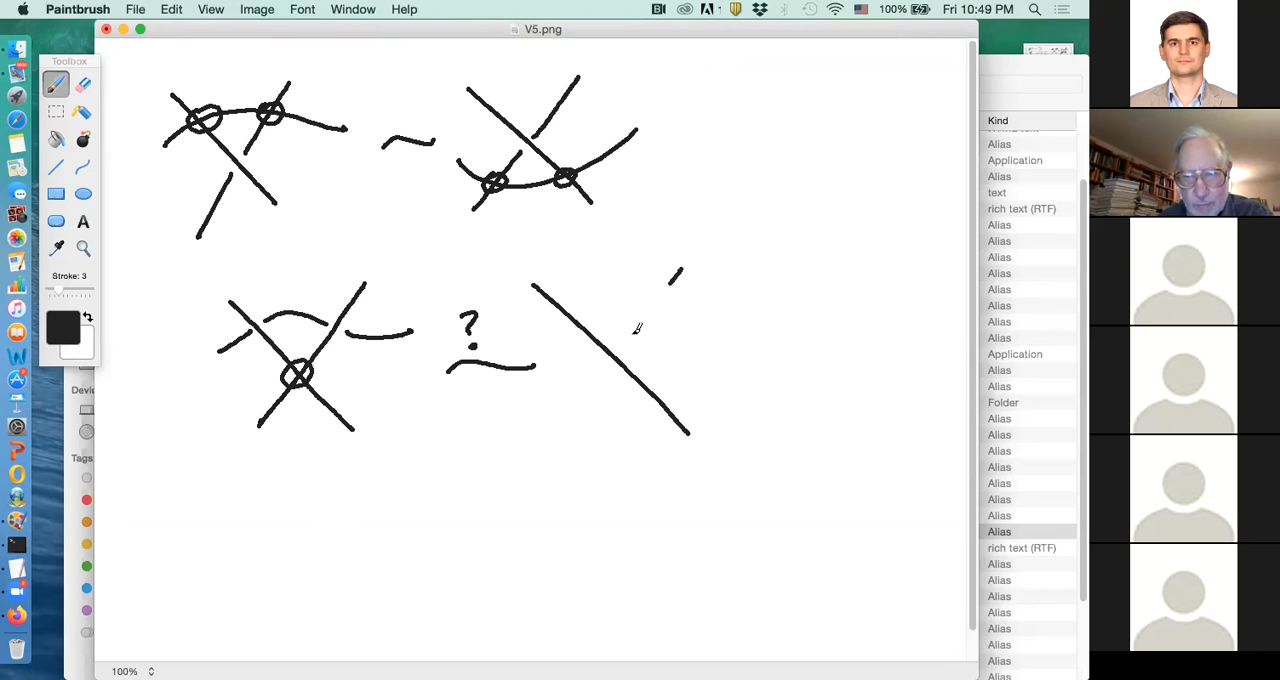 Paintbrush File Edit View Image Font Window Help
100% Fri 10:49 PM
V5.png
Toolbox
Stroke: 3
?
Kind
Alias
Application
Alias
text
rich text (RTF)
Alias
Alias
Alias
Alias
Alias
Alias
Alias
Alias
Application
Alias
Folder
Alias
Alias
Alias
Alias
Alias
Alias
Alias
Alias
rich text (RTF)
Alias
Alias
Alias
Alias
Alias
Alias
Alias
Devi
Tags
100%